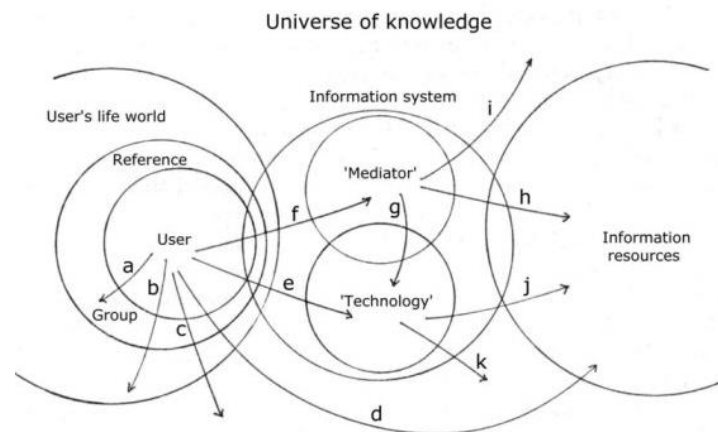 Universe of knowledge
i
Information system
User's life world
Reference
'Mediator'
h
f
g
User
Information
resources
a
e
b
'Technology'
j
Group
c
k
d